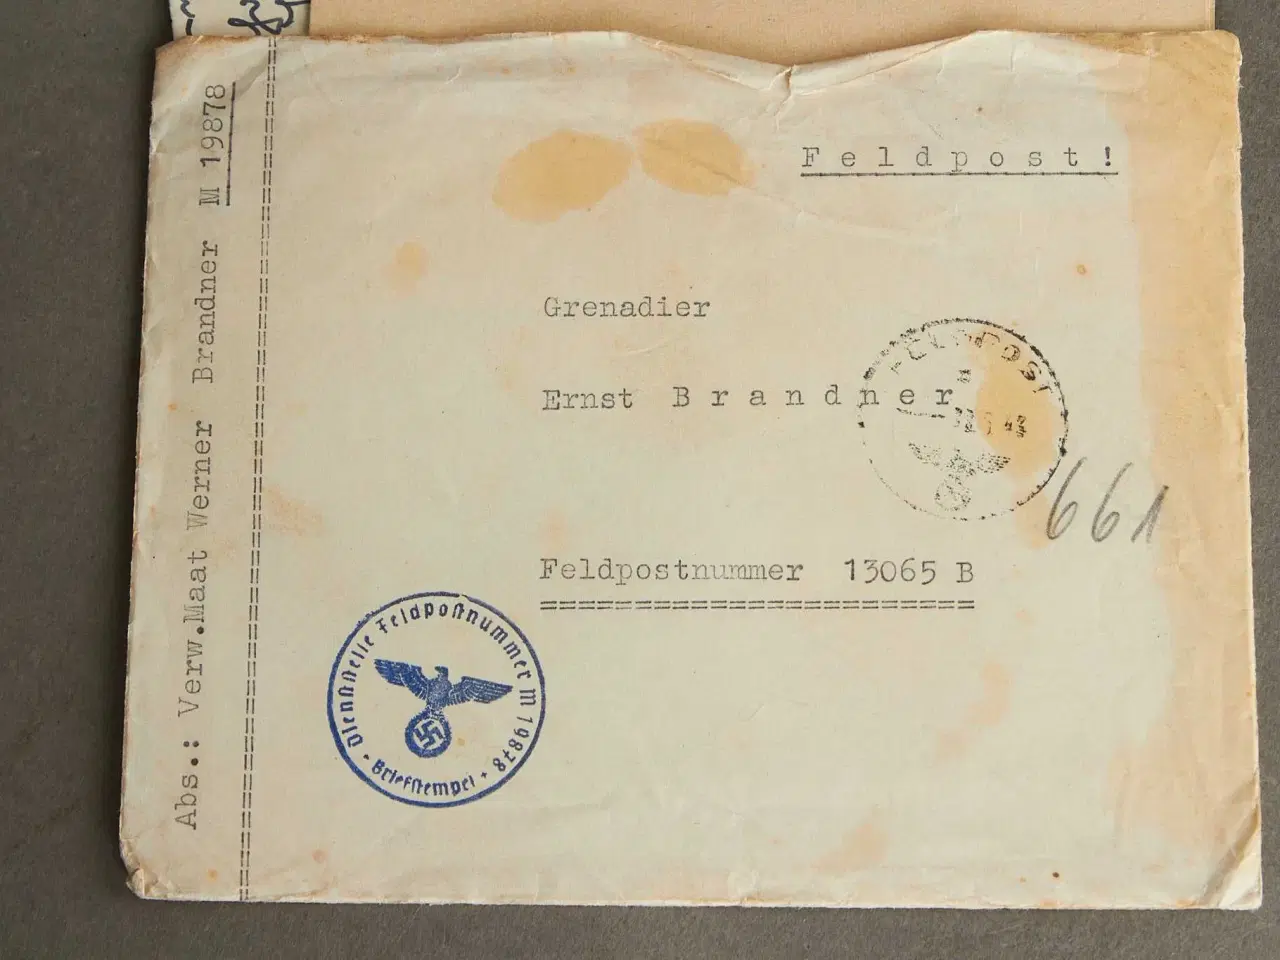 Abs.: Verw.Maat Werner Brandner M 19878
Feldpost!
Grenadier
Ernst Brandner
FELDPOST
Feldpostnummer 13065 B
661
Dienststelle Feldpostnummer M 19878
Briefstempel